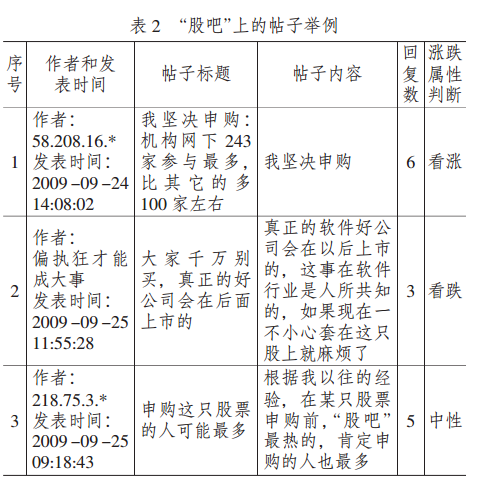 表 2 “股吧”上的帖子举例
序号
作者和发
表时间
帖子标题
帖子内容
回复数
涨跌
属性
判断
1
作者：
58.208.16.*
发表时间：
2009－09－24
14:08:02
我坚决申购：
机构网下 243
家参与最多，
比其它的多
100 家左右
我坚决申购
6
看涨
2
作者：
偏执狂才能
成大事
发表时间：
2009－09－25
11:55:28
大家千万别
买，真正的好
公司会在后面
上市的
真正的软件好公
司会在以后上市
的，这事在软件
行业是人所共知
的，如果现在一
不小心套在这只
股上就麻烦了
3
看跌
3
作者：
218.75.3.*
发表时间：
2009－09－25
09:18:43
申购这只股票
的人可能最多
根据我以往的经
验，在某只股票
申购前，“股吧”
最热的，肯定申
购的人也最多
5
中性